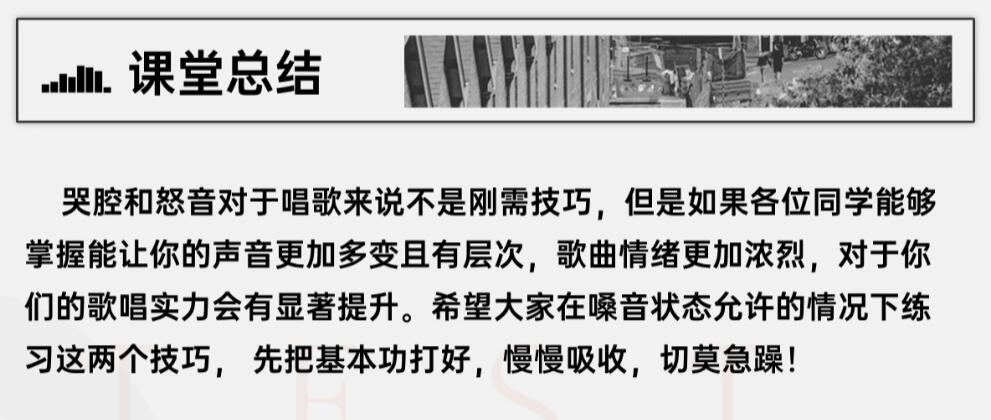 课堂总结
哭腔和怒音对于唱歌来说不是刚需技巧，但是如果各位同学能够
掌握能让你的声音更加多变且有层次，歌曲情绪更加浓烈，对于你
们的歌唱实力会有显著提升。希望大家在嗓音状态允许的情况下练
习这两个技巧， 先把基本功打好，慢慢吸收，切莫急躁！
TEST